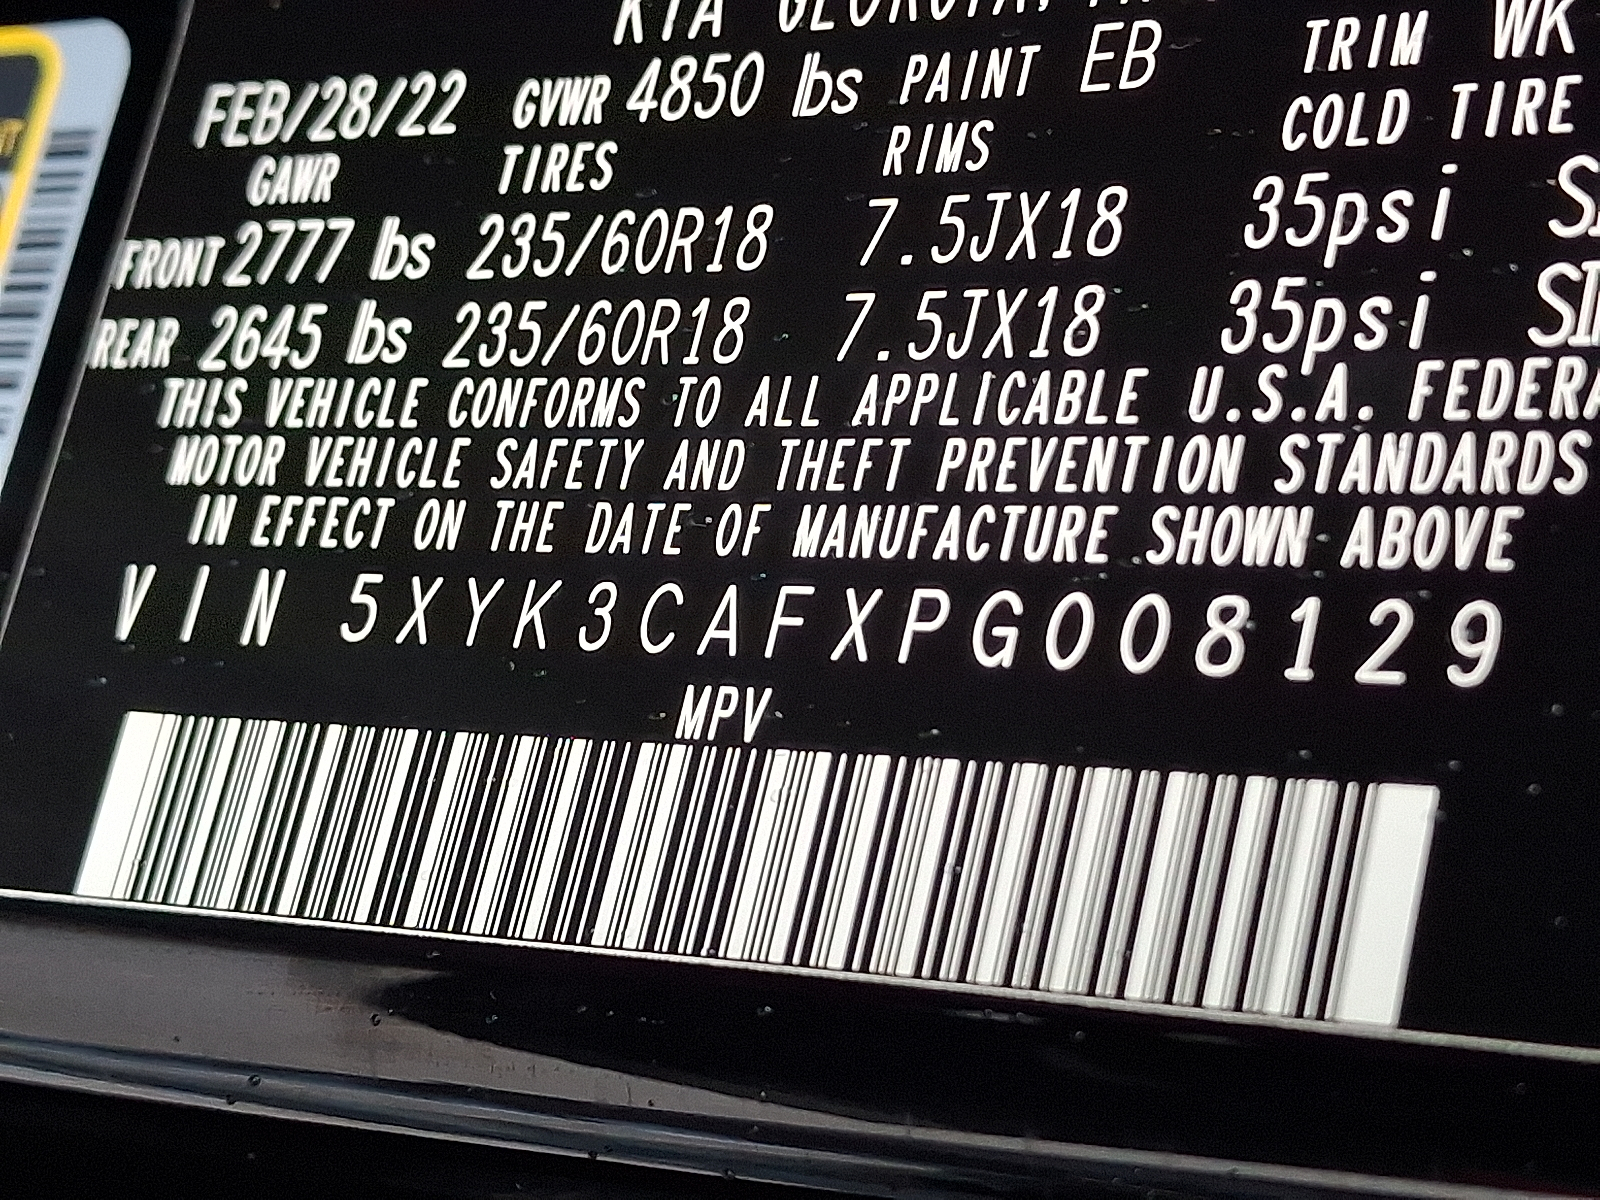 KIA GEORGIA,
FEB/28/22 GVWR 4850 lbs PAINT EB TRIM WK
GAWR TIRES RIMS COLD TIRE
FRONT 2777 lbs 235/60R18 7.5JX18 35psi
REAR 2645 lbs 235/60R18 7.5JX18 35psi
THIS VEHICLE CONFORMS TO ALL APPLICABLE U.S.A. FEDERA
MOTOR VEHICLE SAFETY AND THEFT PREVENTION STANDARDS
IN EFFECT ON THE DATE OF MANUFACTURE SHOWN ABOVE
VIN 5XYK3CAFXPG008129
MPV